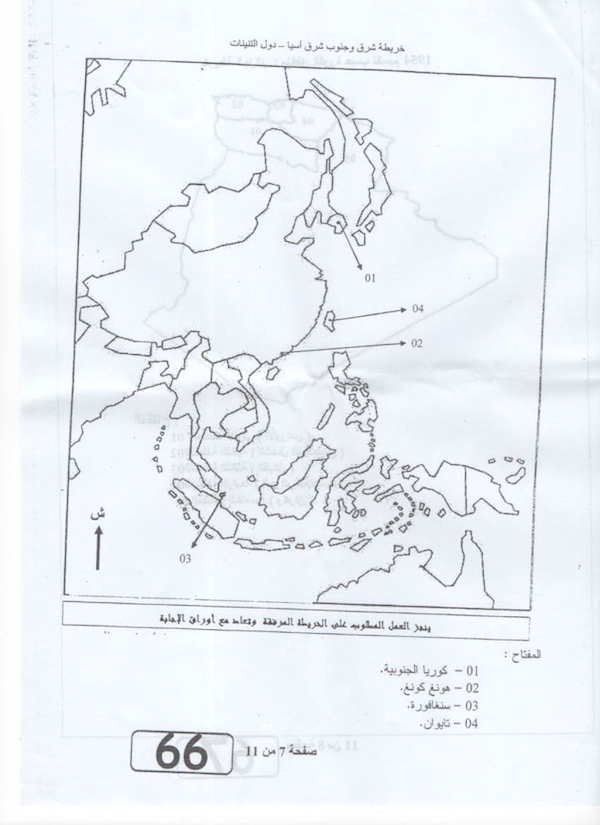 خريطة شرق وجنوب شرق آسيا – دول التنينات
01
04
02
03
ش
ينجز العمل المطلوب على الخريطة المرفقة وتعاد مع أوراق الإجابة
المفتاح :
01 – كوريا الجنوبية.
02 – هونغ كونغ.
03 – سنغافورة.
04 – تايوان.
صفحة 7 من 11
66